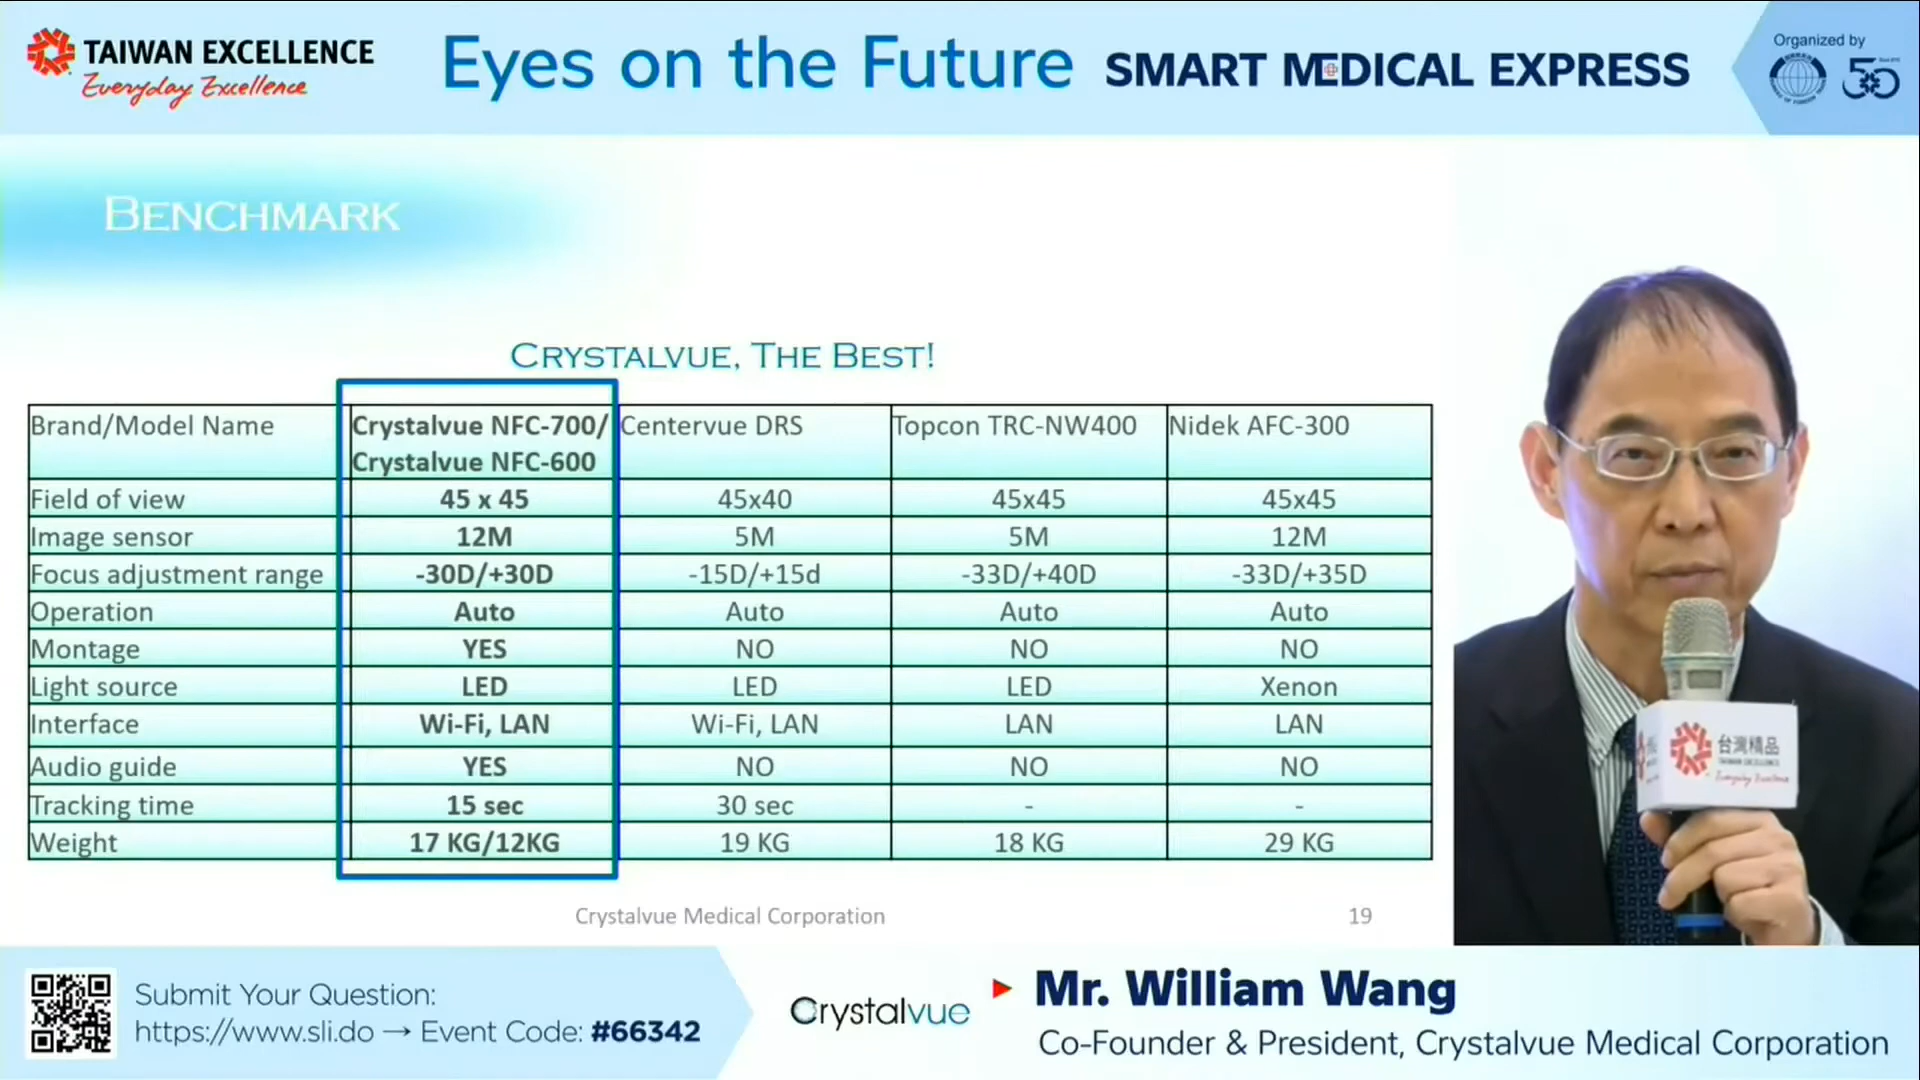 TAIWAN EXCELLENCE
Everyday Excellence
Eyes on the Future SMART MEDICAL EXPRESS
Organized by
50
BENCHMARK
CRYSTALVUE, THE BEST!
Brand/Model Name Crystalvue NFC-700/ Centervue DRS Topcon TRC-NW400 Nidek AFC-300
Crystalvue NFC-600
Field of view 45 x 45 45x40 45x45 45x45
Image sensor 12M 5M 5M 12M
Focus adjustment range -30D/+30D -15D/+15d -33D/+40D -33D/+35D
Operation Auto Auto Auto Auto
Montage YES NO NO NO
Light source LED LED LED Xenon
Interface Wi-Fi, LAN Wi-Fi, LAN LAN LAN
Audio guide YES NO NO NO
Tracking time 15 sec 30 sec - -
Weight 17 KG/12KG 19 KG 18 KG 29 KG
Crystalvue Medical Corporation 19
台灣精品
TAIWAN EXCELLENCE
Everyday Excellence
Submit Your Question:
https://www.sli.do → Event Code: #66342
Crystalvue
Mr. William Wang
Co-Founder & President, Crystalvue Medical Corporation